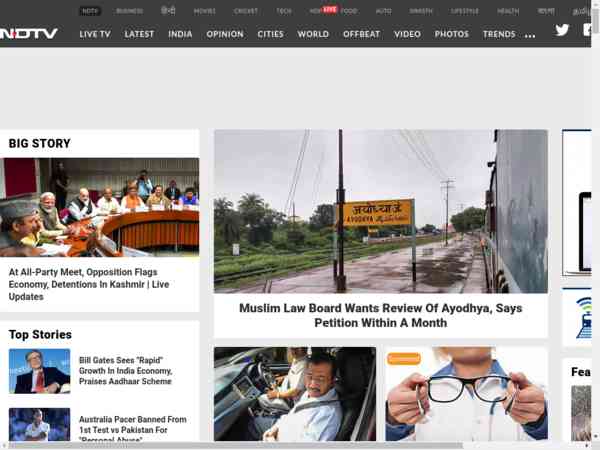 NDTV BUSINESS हिन्दी MOVIES CRICKET TECH HOP LIVE FOOD AUTO SWASTH LIFESTYLE HEALTH বাংলা தமிழ்
NDTV LIVE TV LATEST INDIA OPINION CITIES WORLD OFFBEAT VIDEO PHOTOS TRENDS ...
BIG STORY
At All-Party Meet, Opposition Flags
Economy, Detentions In Kashmir | Live
Updates
Top Stories
Bill Gates Sees "Rapid"
Growth In India Economy,
Praises Aadhaar Scheme
Australia Pacer Banned From
1st Test vs Pakistan For
"Personal Abuse"
AYODHYA
Muslim Law Board Wants Review Of Ayodhya, Says
Petition Within A Month
Sponsored
Fea